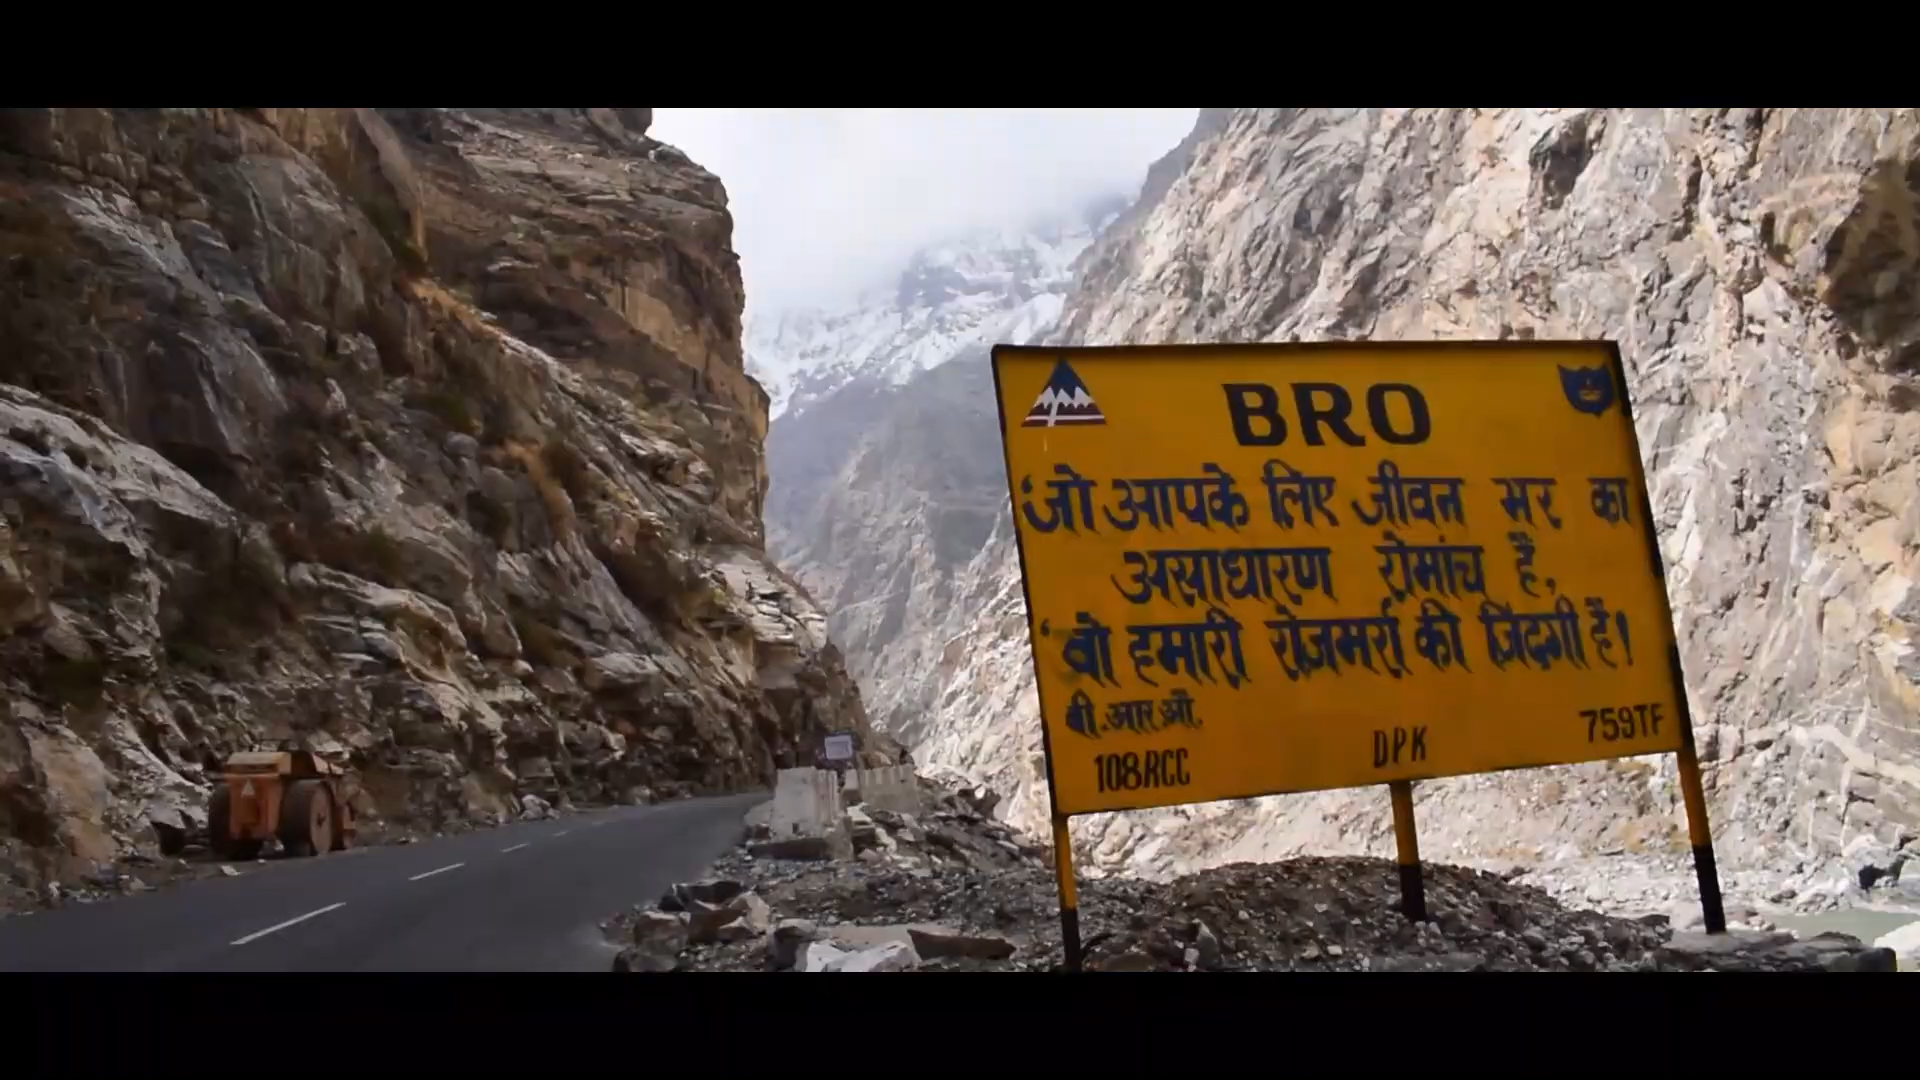 BRO
'जो आपके लिए जीवन भर का
असाधारण रोमांच है,
'वो हमारी रोजमर्रा की जिंदगी है।
बी.आर.ओ.
108RCC DPK 759TF